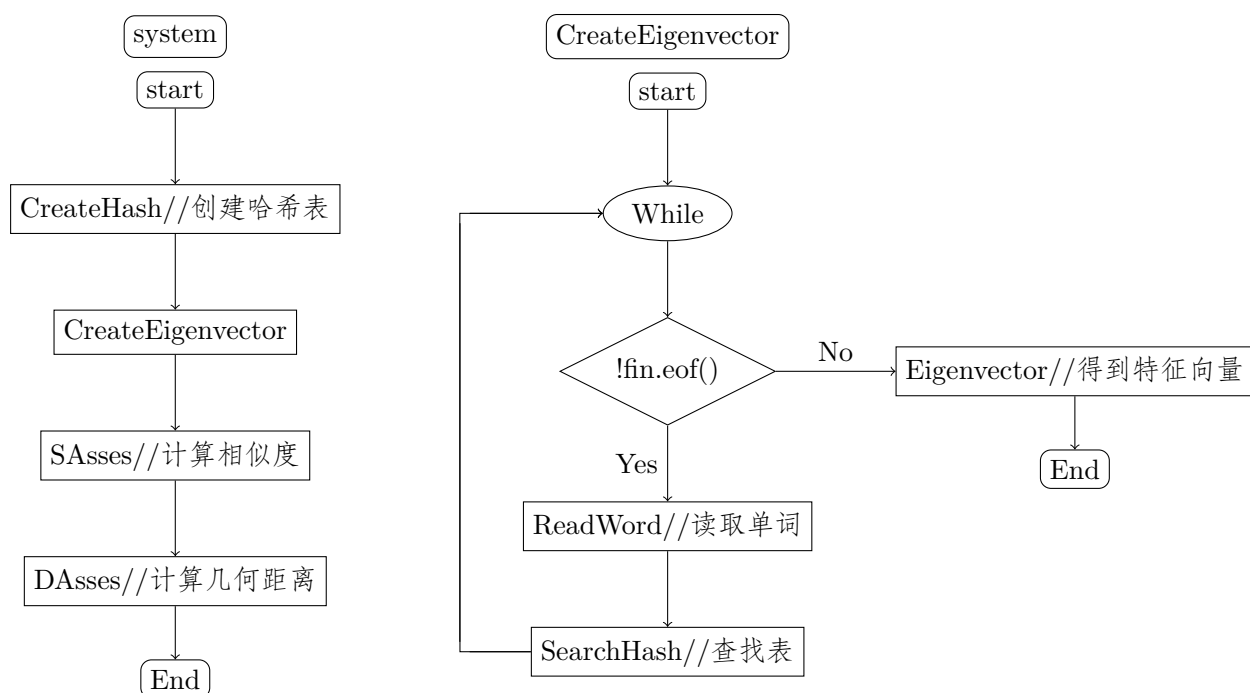 system
start
CreateHash//创建哈希表
CreateEigenvector
SAsses//计算相似度
DAsses//计算几何距离
End
CreateEigenvector
start
While
!fin.eof()
No
Eigenvector//得到特征向量
End
Yes
ReadWord//读取单词
SearchHash//查找表